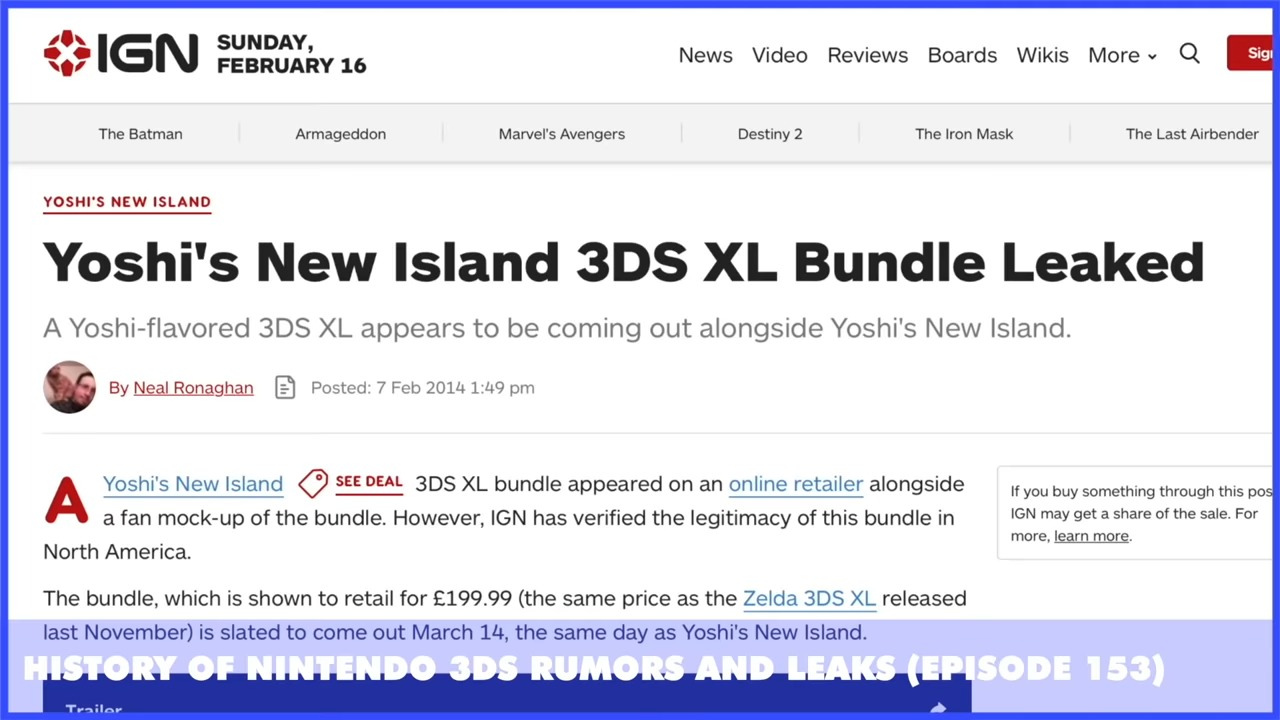 IGN SUNDAY,
FEBRUARY 16
News Video Reviews Boards Wikis More
The Batman Armageddon Marvel's Avengers Destiny 2 The Iron Mask The Last Airbender
YOSHI'S NEW ISLAND
Yoshi's New Island 3DS XL Bundle Leaked
A Yoshi-flavored 3DS XL appears to be coming out alongside Yoshi's New Island.
By Neal Ronaghan Posted: 7 Feb 2014 1:49 pm
A Yoshi's New Island SEE DEAL 3DS XL bundle appeared on an online retailer alongside
a fan mock-up of the bundle. However, IGN has verified the legitimacy of this bundle in
North America.
If you buy something through this pos
IGN may get a share of the sale. For
more, learn more.
The bundle, which is shown to retail for £199.99 (the same price as the Zelda 3DS XL released
last November) is slated to come out March 14, the same day as Yoshi's New Island.
HISTORY OF NINTENDO 3DS RUMORS AND LEAKS (EPISODE 153)
Trailer